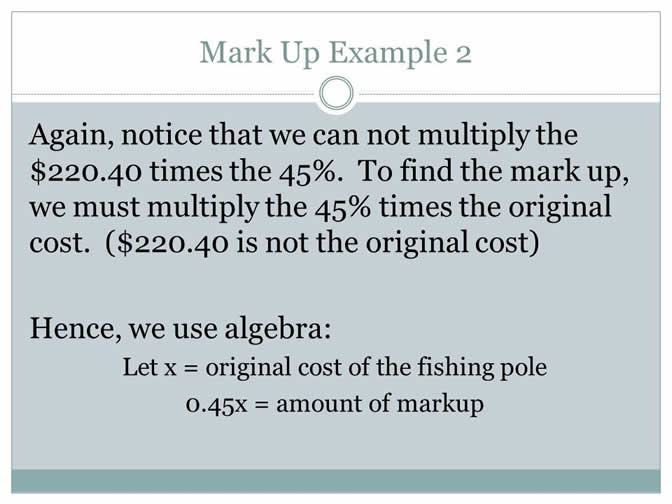 Mark Up Example 2
Again, notice that we can not multiply the
$220.40 times the 45%.  To find the mark up,
we must multiply the 45% times the original
cost.  ($220.40 is not the original cost)
Hence, we use algebra:
Let x = original cost of the fishing pole
0.45x = amount of markup